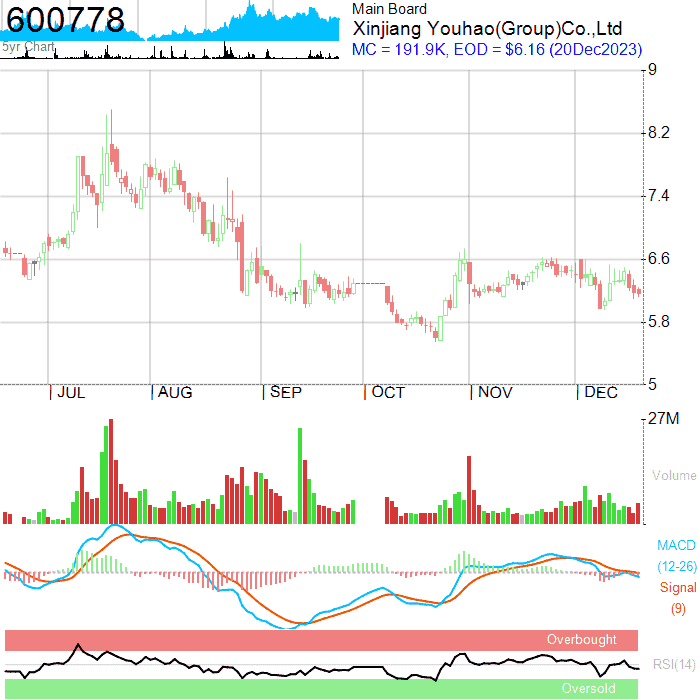 600778
Main Board
Xinjiang Youhao(Group)Co.,Ltd
5yr Chart
MC = 191.9K, EOD = $6.16 (20Dec2023)
9
8.2
7.4
6.6
5.8
5
JUL
AUG
SEP
OCT
NOV
DEC
27M
Volume
MACD
(12-26)
Signal
(9)
Overbought
RSI(14)
Oversold